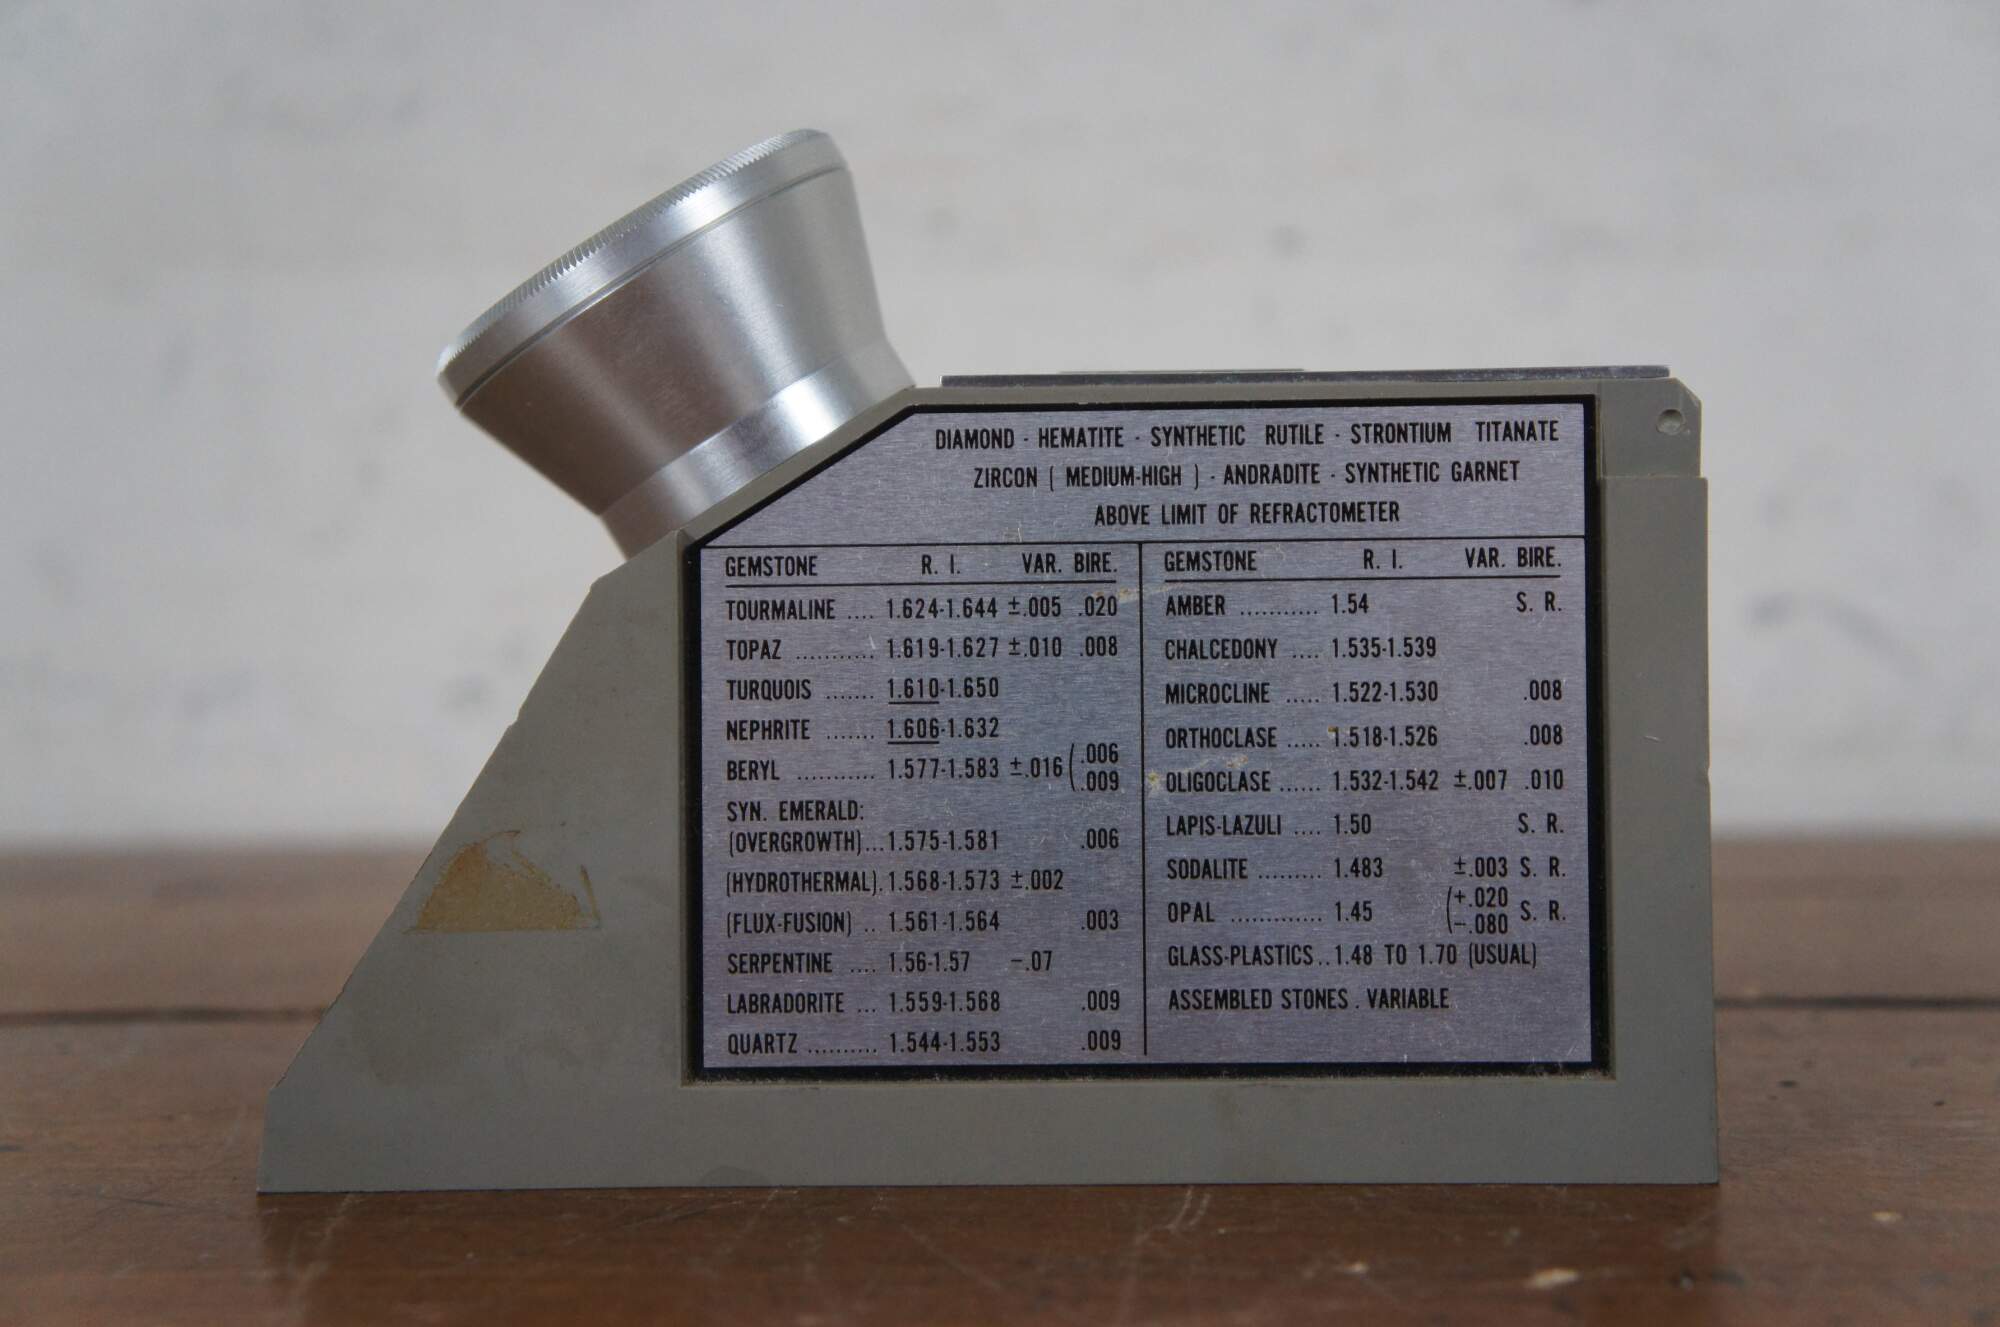 DIAMOND - HEMATITE - SYNTHETIC RUTILE - STRONTIUM TITANATE
ZIRCON ( MEDIUM-HIGH ) - ANDRADITE - SYNTHETIC GARNET
ABOVE LIMIT OF REFRACTOMETER
GEMSTONE R. I. VAR. BIRE.
TOURMALINE .... 1.624-1.644 ±.005 .020
TOPAZ ........... 1.619-1.627 ±.010 .008
TURQUOIS ....... 1.610-1.650
NEPHRITE ....... 1.606-1.632
BERYL ........... 1.577-1.583 ±.016 (.006
.009
SYN. EMERALD:
(OVERGROWTH)...1.575-1.581 .006
(HYDROTHERMAL).1.568-1.573 ±.002
(FLUX-FUSION) .. 1.561-1.564 .003
SERPENTINE .... 1.56-1.57 -.07
LABRADORITE ... 1.559-1.568 .009
QUARTZ .......... 1.544-1.553 .009
GEMSTONE R. I. VAR. BIRE.
AMBER ........... 1.54 S. R.
CHALCEDONY .... 1.535-1.539
MICROCLINE ..... 1.522-1.530 .008
ORTHOCLASE ..... 1.518-1.526 .008
OLIGOCLASE ...... 1.532-1.542 ±.007 .010
LAPIS-LAZULI .... 1.50 S. R.
SODALITE ......... 1.483 ±.003 S. R.
OPAL ............. 1.45 (+.020 S. R.
-.080
GLASS-PLASTICS..1.48 TO 1.70 (USUAL)
ASSEMBLED STONES . VARIABLE